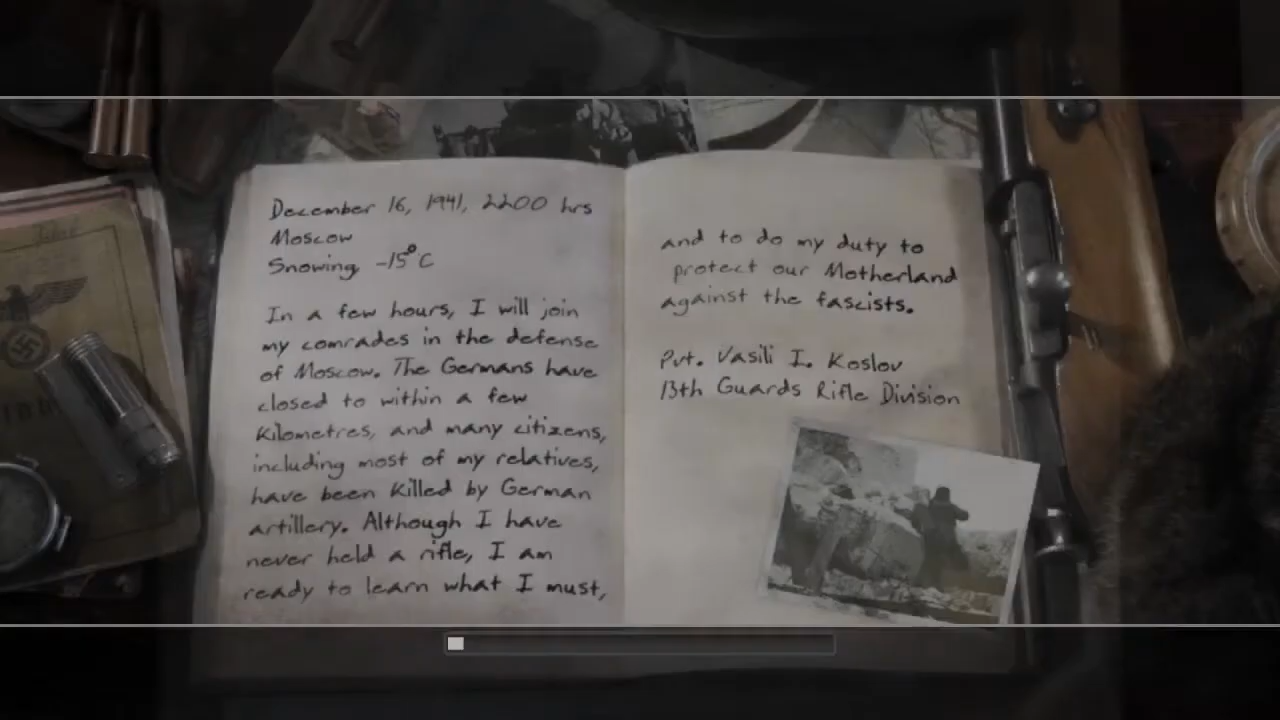 December 16, 1941, 2200 hrs
Moscow
Snowing, -15°C
In a few hours, I will join
my comrades in the defense
of Moscow. The Germans have
closed to within a few
kilometres, and many citizens,
including most of my relatives,
have been killed by German
artillery. Although I have
never held a rifle, I am
ready to learn what I must,
and to do my duty to
protect our Motherland
against the fascists.
Pvt. Vasili I. Koslov
13th Guards Rifle Division